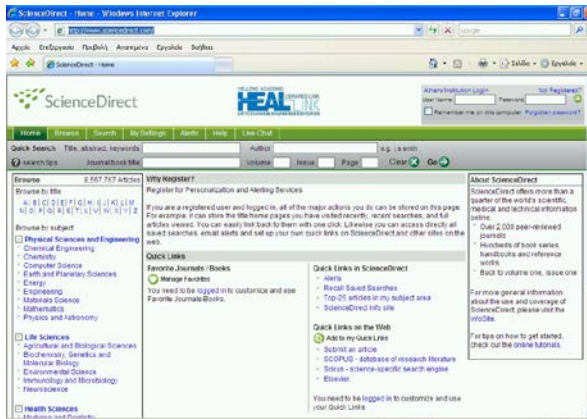 ScienceDirect - Home - Windows Internet Explorer
http://www.sciencedirect.com/
Google
Αρχείο Επεξεργασία Προβολή Αγαπημένα Εργαλεία Βοήθεια
ScienceDirect - Home
Σελίδα Εργαλεία
ScienceDirect
HELLENIC ACADEMIC
HEAL LINK
Athens/Institution Login
Not Registered?
User Name: Password:
Remember me on this computer Forgotten password?
Home Browse Search My Settings Alerts Help Live Chat
Quick Search Title, abstract, keywords Author e.g. j s smith
search tips Journal/book title Volume Issue Page Clear Go
Browse
Browse by title
A B C D E F G H I J K L M
N O P Q R S T U V W X Y Z
Browse by subject
Physical Sciences and Engineering
Chemical Engineering
Chemistry
Computer Science
Earth and Planetary Sciences
Energy
Engineering
Materials Science
Mathematics
Physics and Astronomy
Life Sciences
Agricultural and Biological Sciences
Biochemistry, Genetics and
Molecular Biology
Environmental Science
Immunology and Microbiology
Neuroscience
Health Sciences
Medicine and Dentistry
Why Register?
Register for Personalization and Alerting Services
If you are a registered user and logged in, all of the major actions you do can be stored on this page.
For example, it can store the title home pages you have visited recently, recent searches, and full
articles viewed. You can easily link back to them with one click. Likewise you can access directly all
saved searches, email alerts and set up your own quick links on ScienceDirect and other sites on the
web.
Quick Links
Favorite Journals / Books
Manage Favorites
You need to be logged in to customize and use
Favorite Journals/Books.
Quick Links in ScienceDirect
Alerts
Recall Saved Searches
Top-25 articles in my subject area
ScienceDirect Info site
Quick Links on the Web
Add to my Quick Links
Submit an article
SCOPUS - database of research literature
Scirus - science-specific search engine
Elsevier
You need to be logged in to customize and use
your Quick Links
About ScienceDirect
ScienceDirect offers more than a
quarter of the world's scientific,
medical and technical information
online.
Over 2,000 peer-reviewed
journals
Hundreds of book series,
handbooks and reference
works
Back to volume one, issue one
For more general information
about the use and coverage of
ScienceDirect, please visit the
InfoSite.
For tips on how to get started,
check out the online tutorials.